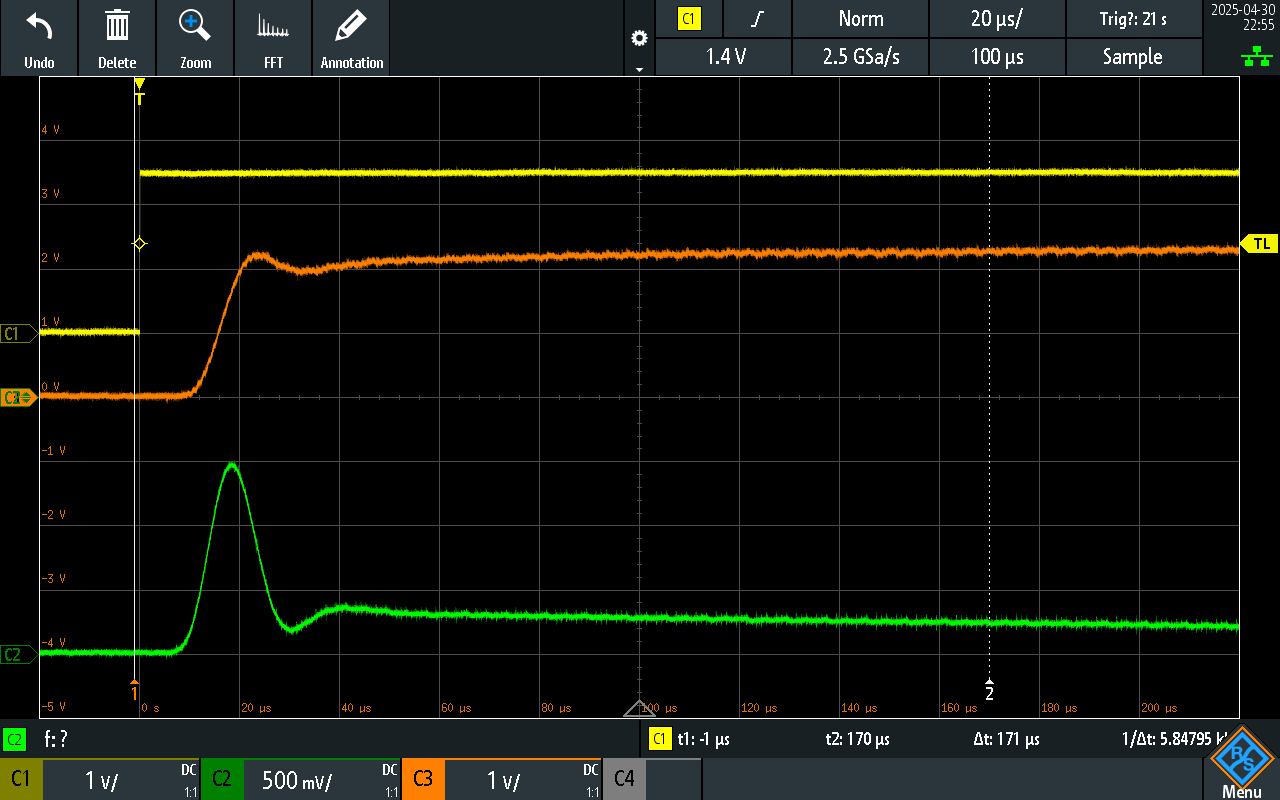 Undo
Delete
Zoom
FFT
Annotation
C1
Norm
20 µs/
Trig?: 21 s
2025-04-30
22:55
1.4 V
2.5 GSa/s
100 µs
Sample
T
4 V
3 V
2 V
TL
1 V
C1
0 V
-1 V
-2 V
-3 V
-4 V
C2
1
2
-5 V
0 s
20 µs
40 µs
60 µs
80 µs
100 µs
120 µs
140 µs
160 µs
180 µs
200 µs
C2
f: ?
C1
t1: -1 µs
t2: 170 µs
Δt: 171 µs
1/Δt: 5.84795
C1
1 V/
DC
1:1
C2
500 mV/
DC
1:1
C3
1 V/
DC
1:1
C4
R S
Menu